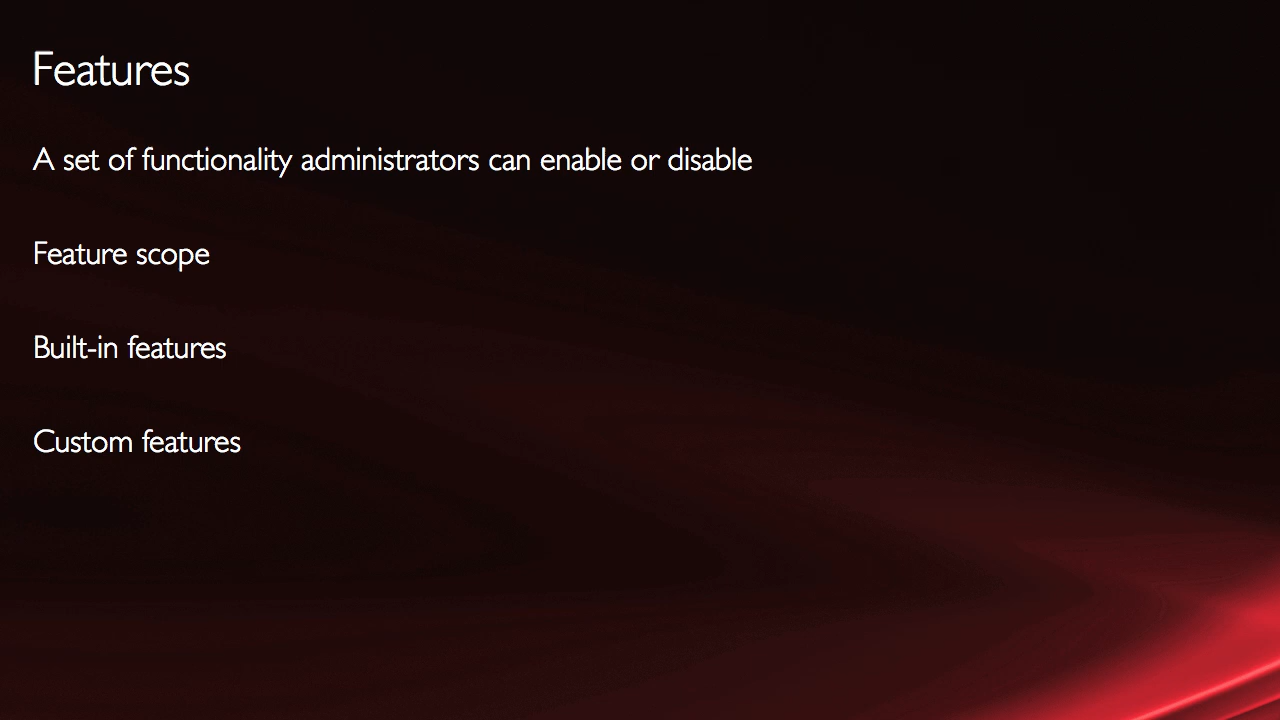 Features
A set of functionality administrators can enable or disable
Feature scope
Built-in features
Custom features